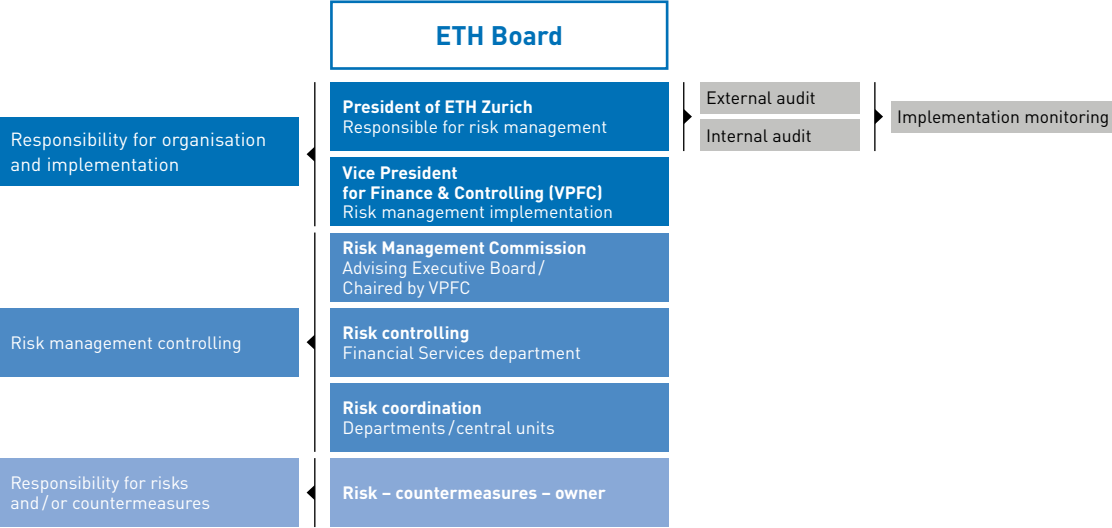 ETH Board
Responsibility for organisation
and implementation
President of ETH Zurich
Responsible for risk management
External audit
Internal audit
Implementation monitoring
Vice President
for Finance & Controlling (VPFC)
Risk management implementation
Risk management controlling
Risk Management Commission
Advising Executive Board /
Chaired by VPFC
Risk controlling
Financial Services department
Risk coordination
Departments / central units
Responsibility for risks
and / or countermeasures
Risk – countermeasures – owner